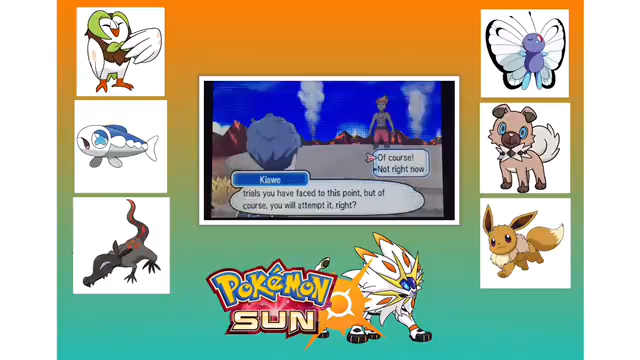 Of course!
Not right now
Kiawe
trials you have faced to this point, but of
course, you will attempt it, right?
POKéMON
SUN